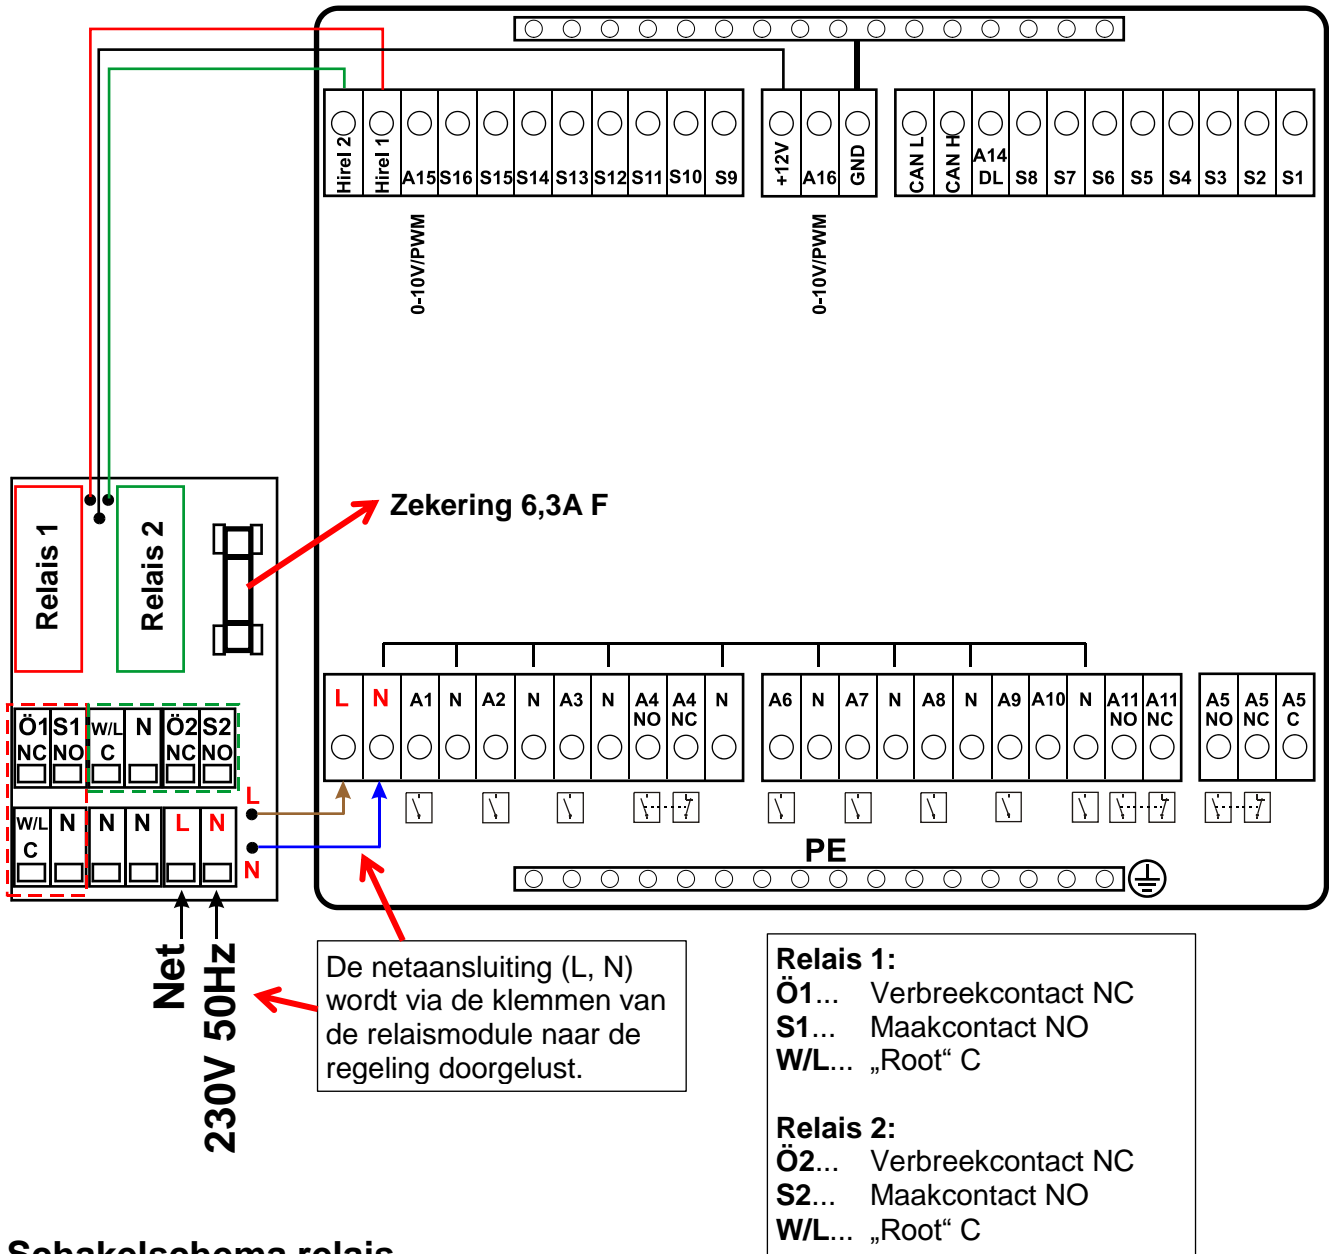 Hirel 2 Hirel 1 A15 S16 S15 S14 S13 S12 S11 S10 S9
+12V A16 GND
CAN L CAN H A14 DL S8 S7 S6 S5 S4 S3 S2 S1
0-10V/PWM
0-10V/PWM
Zekering 6,3A F
Relais 1
Relais 2
L N A1 N A2 N A3 N A4 NO A4 NC N
A6 N A7 N A8 N A9 A10 N A11 NO A11 NC
A5 NO A5 NC A5 C
Ö1 NC S1 NO W/L C N Ö2 NC S2 NO
W/L C N N N L N
L
N
PE
Net
230V 50Hz
De netaansluiting (L, N)
wordt via de klemmen van
de relaismodule naar de
regeling doorgelust.
Relais 1:
Ö1... Verbreekcontact NC
S1... Maakcontact NO
W/L... „Root“ C
Relais 2:
Ö2... Verbreekcontact NC
S2... Maakcontact NO
W/L... „Root“ C
Schakelschema relais